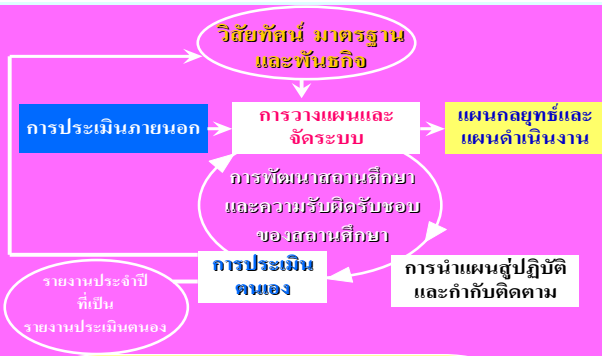 วิสัยทัศน์ มาตรฐาน
และพันธกิจ
การประเมินภายนอก
การวางแผนและ
จัดระบบ
แผนกลยุทธ์และ
แผนดำเนินงาน
การพัฒนาสถานศึกษา
และความรับผิดรับชอบ
ของสถานศึกษา
การประเมิน
ตนเอง
การนำแผนสู่ปฏิบัติ
และกำกับติดตาม
รายงานประจำปี
ที่เป็น
รายงานประเมินตนอง